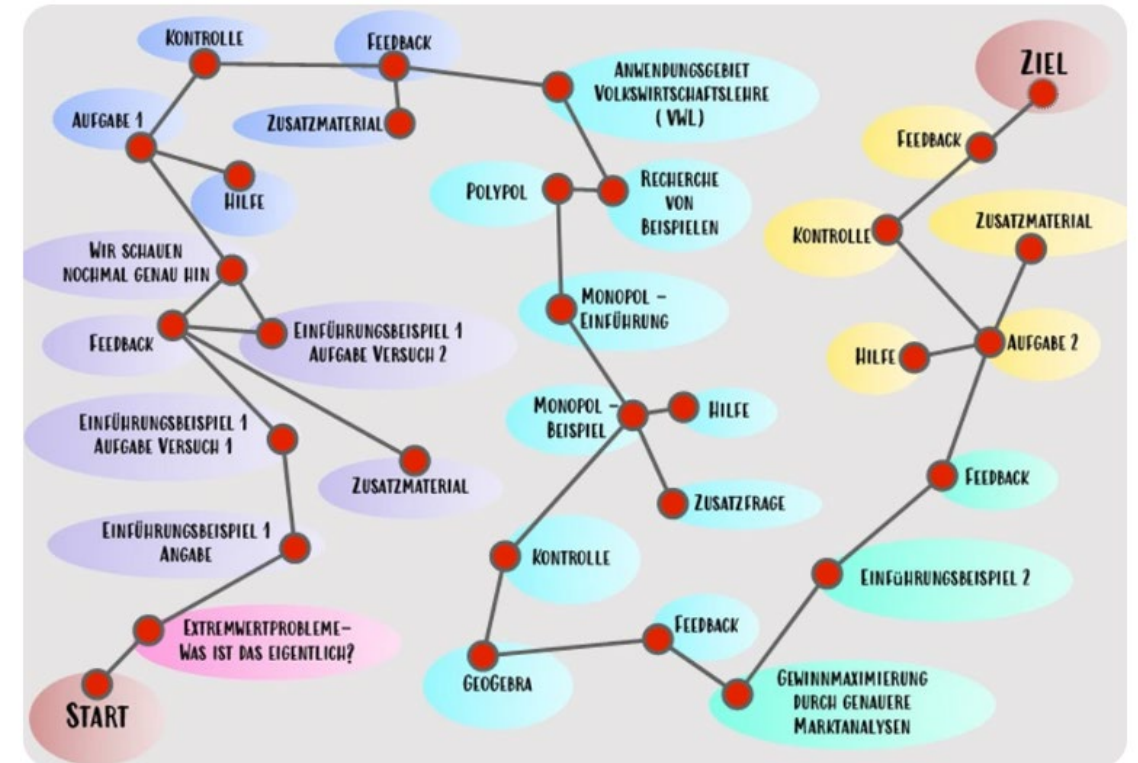 KONTROLLE
FEEDBACK
ZIEL
ANWENDUNGSGEBIET
VOLKSWIRTSCHAFTSLEHRE
(VWL)
AUFGABE 1
ZUSATZMATERIAL
FEEDBACK
HILFE
POLYPOL
RECHERCHE
VON
BEISPIELEN
ZUSATZMATERIAL
KONTROLLE
WIR SCHAUEN
NOCHMAL GENAU HIN
MONOPOL -
EINFÜHRUNG
FEEDBACK
EINFÜHRUNGSBEISPIEL 1
AUFGABE VERSUCH 2
HILFE
AUFGABE 2
EINFÜHRUNGSBEISPIEL 1
AUFGABE VERSUCH 1
MONOPOL -
BEISPIEL
HILFE
ZUSATZMATERIAL
ZUSATZFRAGE
FEEDBACK
EINFÜHRUNGSBEISPIEL 1
ANGABE
KONTROLLE
EINFÜHRUNGSBEISPIEL 2
EXTREMWERTPROBLEME-
WAS IST DAS EIGENTLICH?
FEEDBACK
GEOGEBRA
GEWINNMAXIMIERUNG
DURCH GENAUERE
MARKTANALYSEN
START